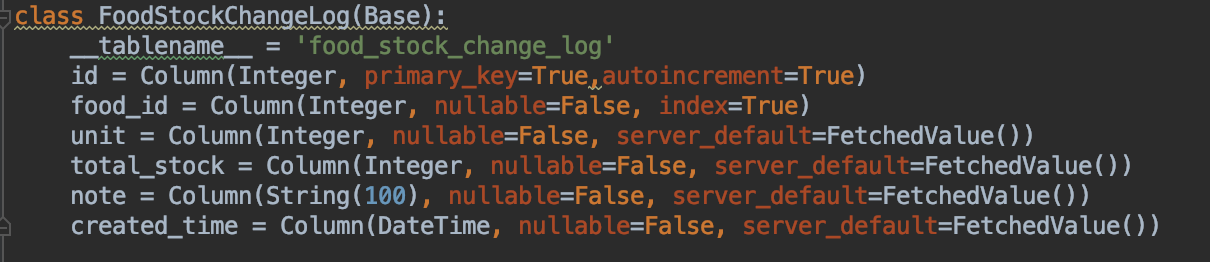 class FoodStockChangeLog(Base):
    __tablename__ = 'food_stock_change_log'
    id = Column(Integer, primary_key=True,autoincrement=True)
    food_id = Column(Integer, nullable=False, index=True)
    unit = Column(Integer, nullable=False, server_default=FetchedValue())
    total_stock = Column(Integer, nullable=False, server_default=FetchedValue())
    note = Column(String(100), nullable=False, server_default=FetchedValue())
    created_time = Column(DateTime, nullable=False, server_default=FetchedValue())